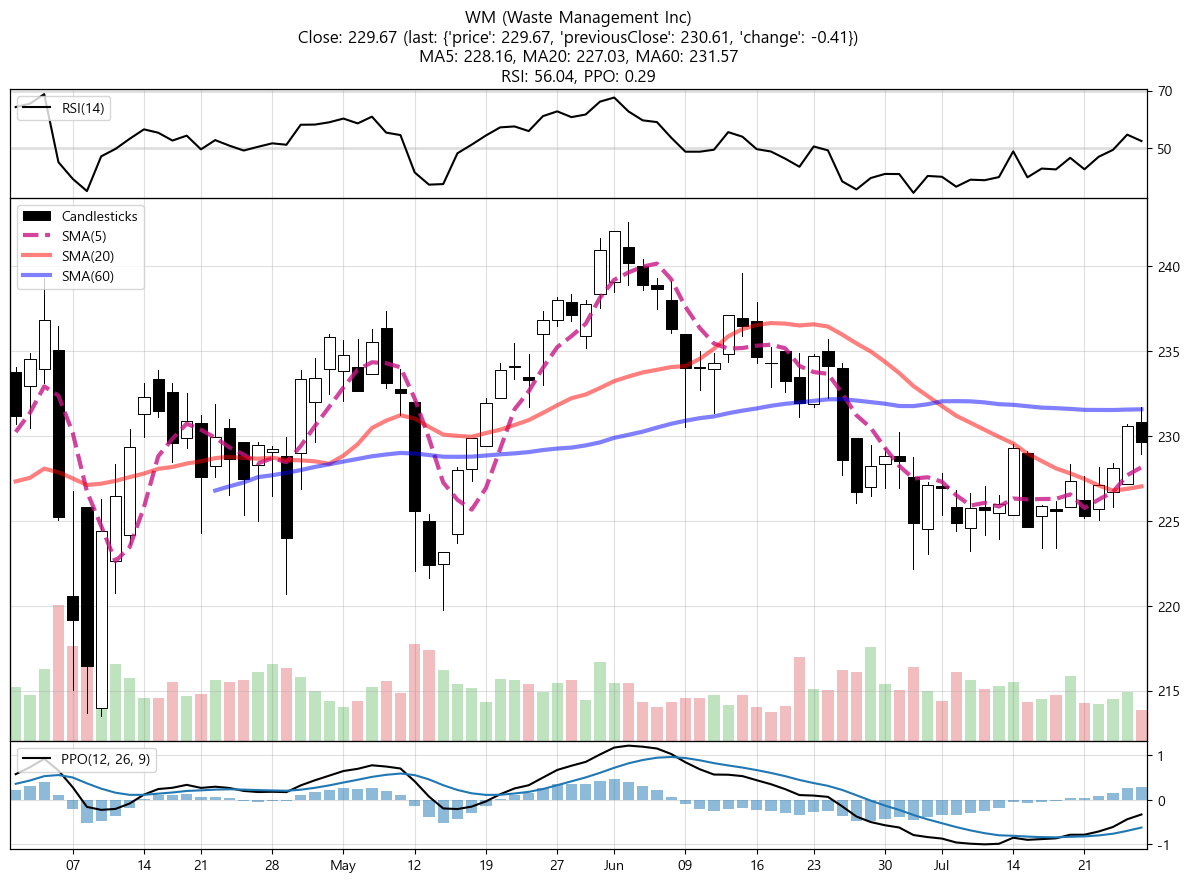 WM (Waste Management Inc)
Close: 229.67 (last: {'price': 229.67, 'previousClose': 230.61, 'change': -0.41})
MA5: 228.16, MA20: 227.03, MA60: 231.57
RSI: 56.04, PPO: 0.29
RSI(14)
70
50
Candlesticks
SMA(5)
SMA(20)
SMA(60)
240
235
230
225
220
215
PPO(12, 26, 9)
1
0
-1
07 14 21 28 May 12 19 27 Jun 09 16 23 30 Jul 14 21